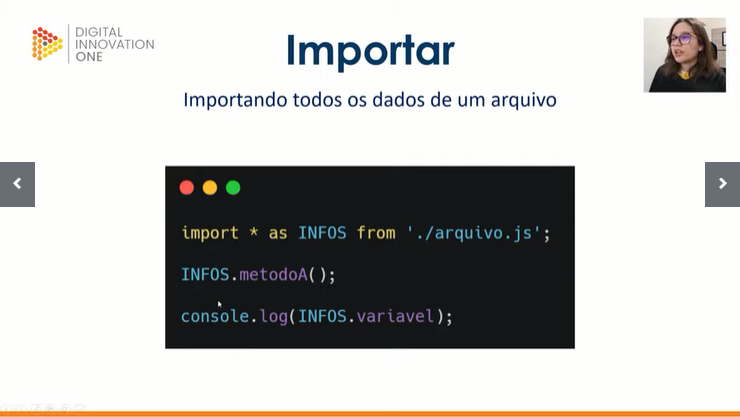 DIGITAL
INNOVATION
ONE
Importar
Importando todos os dados de um arquivo
import * as INFOS from './arquivo.js';
INFOS.metodoA();
console.log(INFOS.variavel);